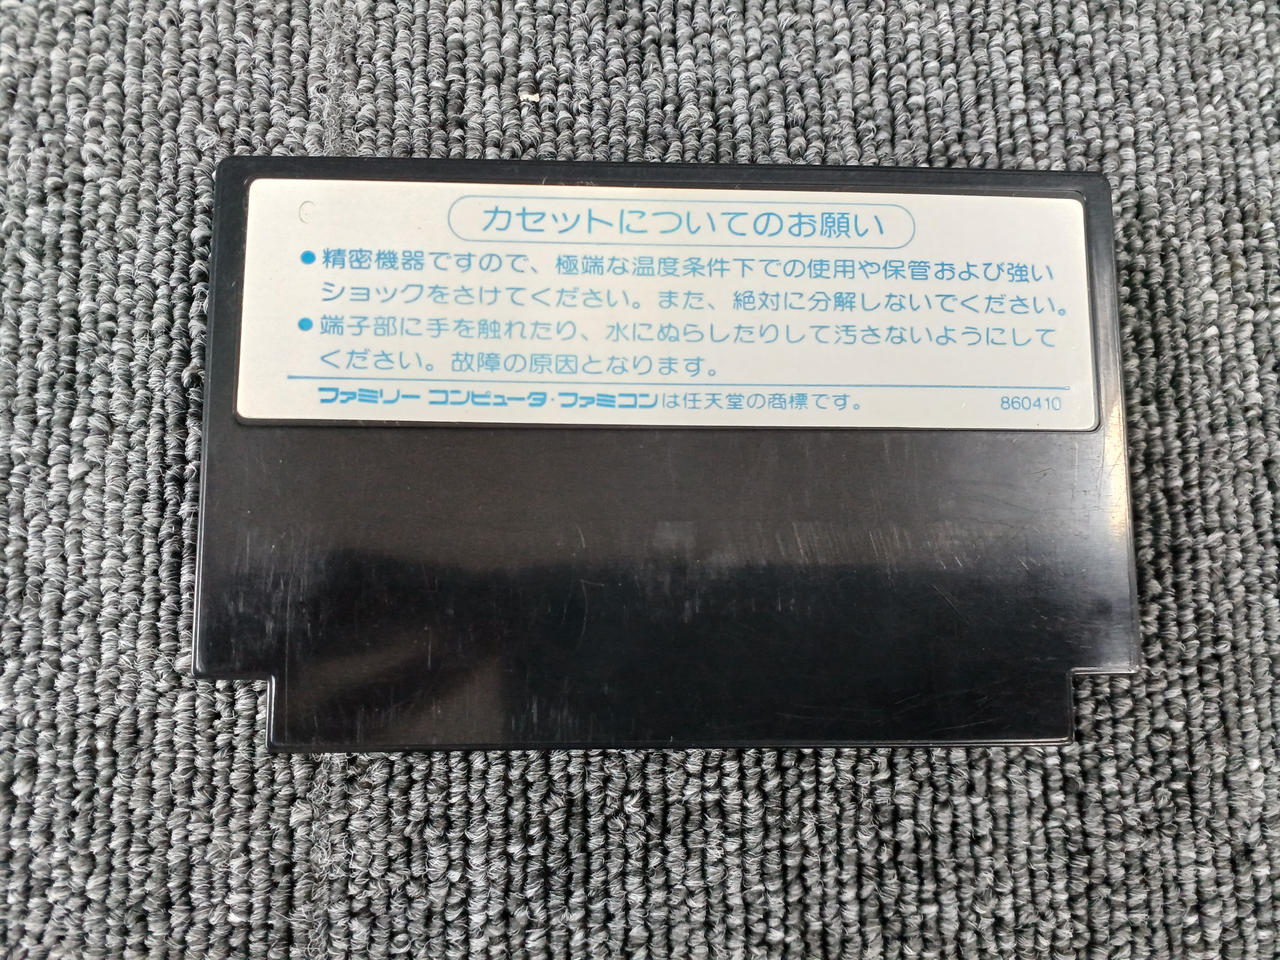 カセットについてのお願い
●精密機器ですので、極端な温度条件下での使用や保管および強い
ショックをさけてください。また、絶対に分解しないでください。
●端子部に手を触れたり、水にぬらしたりして汚さないようにして
ください。故障の原因となります。
ファミリー コンピュータ・ファミコンは任天堂の商標です。 860410